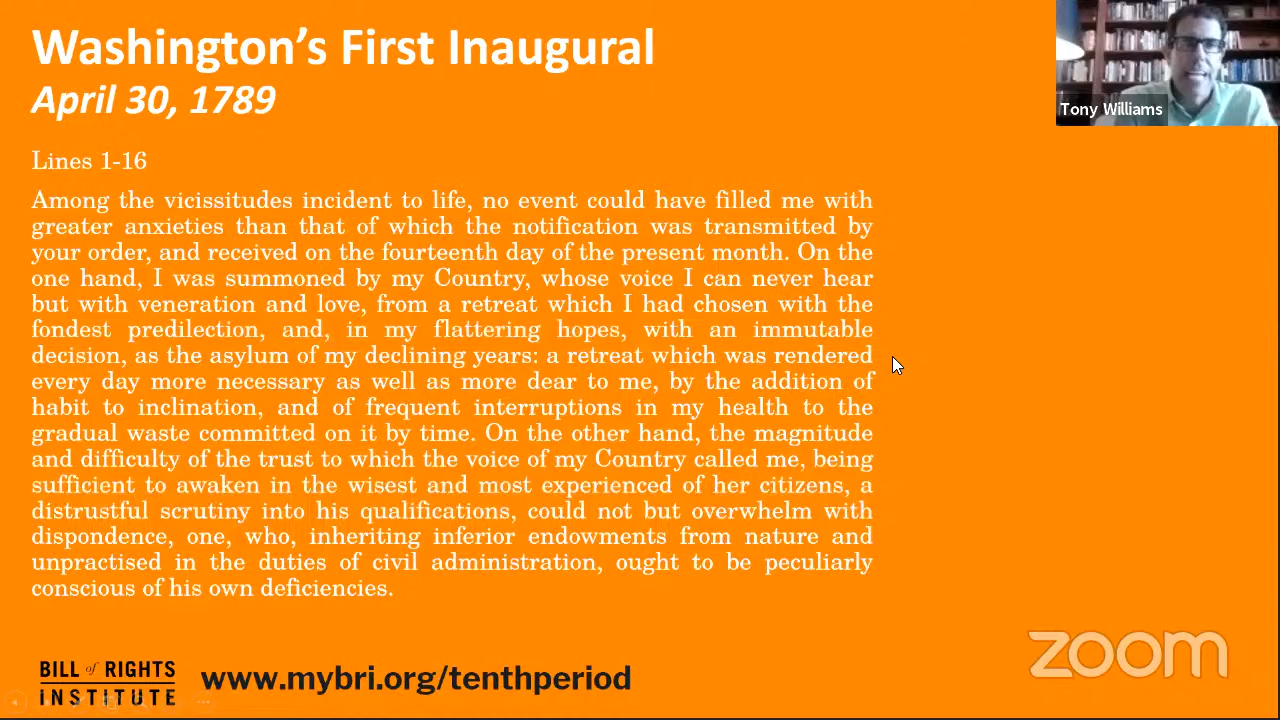 Washington's First Inaugural
April 30, 1789
Tony Williams
Lines 1-16
Among the vicissitudes incident to life, no event could have filled me with
greater anxieties than that of which the notification was transmitted by
your order, and received on the fourteenth day of the present month. On the
one hand, I was summoned by my Country, whose voice I can never hear
but with veneration and love, from a retreat which I had chosen with the
fondest predilection, and, in my flattering hopes, with an immutable
decision, as the asylum of my declining years: a retreat which was rendered
every day more necessary as well as more dear to me, by the addition of
habit to inclination, and of frequent interruptions in my health to the
gradual waste committed on it by time. On the other hand, the magnitude
and difficulty of the trust to which the voice of my Country called me, being
sufficient to awaken in the wisest and most experienced of her citizens, a
distrustful scrutiny into his qualifications, could not but overwhelm with
dispondence, one, who, inheriting inferior endowments from nature and
unpractised in the duties of civil administration, ought to be peculiarly
conscious of his own deficiencies.
zoom
BILL of RIGHTS
INSTITUTE
www.mybri.org/tenthperiod